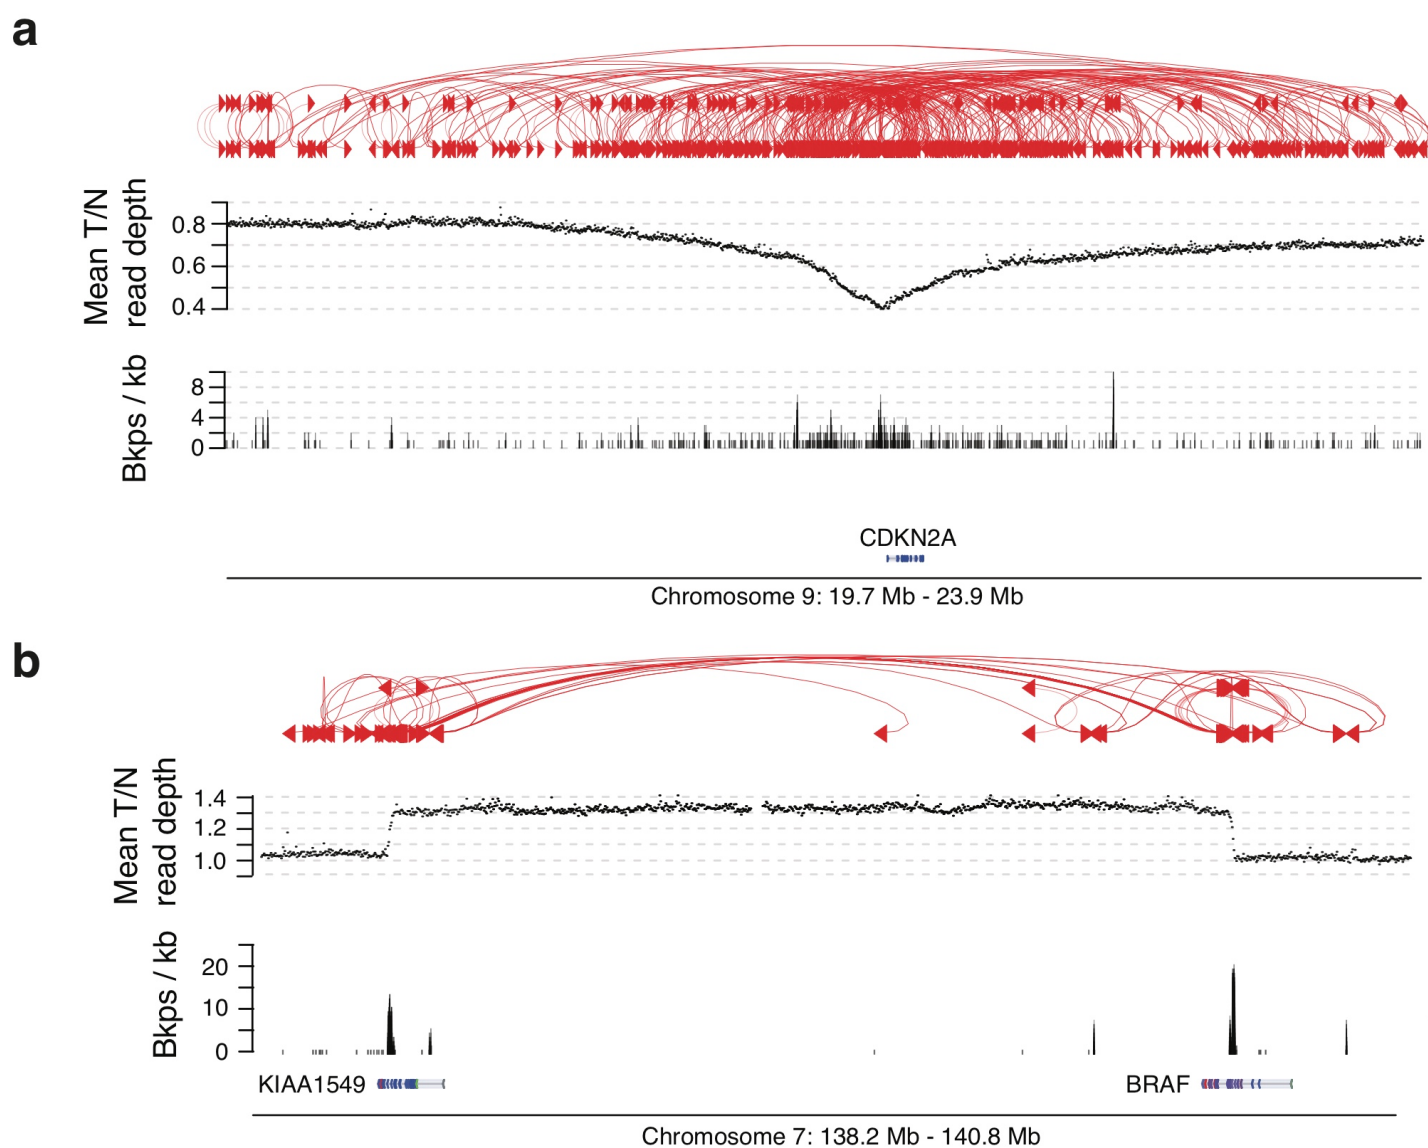 a
Mean T/N
read depth
0.8
0.6
0.4
Bkps / kb
8
4
0
CDKN2A
Chromosome 9: 19.7 Mb - 23.9 Mb
b
Mean T/N
read depth
1.4
1.2
1.0
Bkps / kb
20
10
0
KIAA1549
BRAF
Chromosome 7: 138.2 Mb - 140.8 Mb